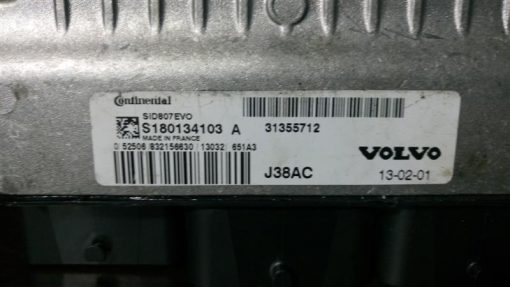 Continental
SID807EVO
S180134103 A 31355712
MADE IN FRANCE
0 52506 832156630 13032 651A3
VOLVO
J38AC 13-02-01